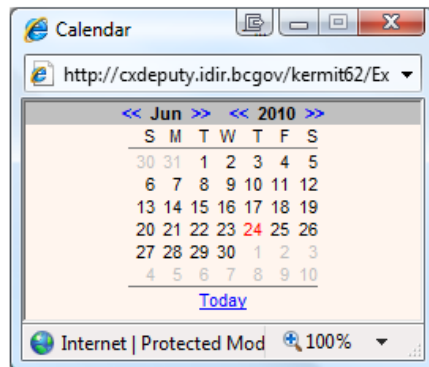 Calendar
http://cxdeputy.idir.bcgov/kermit62/Ex
<< Jun >> << 2010 >>
S M T W T F S
30 31 1 2 3 4 5
6 7 8 9 10 11 12
13 14 15 16 17 18 19
20 21 22 23 24 25 26
27 28 29 30 1 2 3
4 5 6 7 8 9 10
Today
Internet | Protected Mod 100%